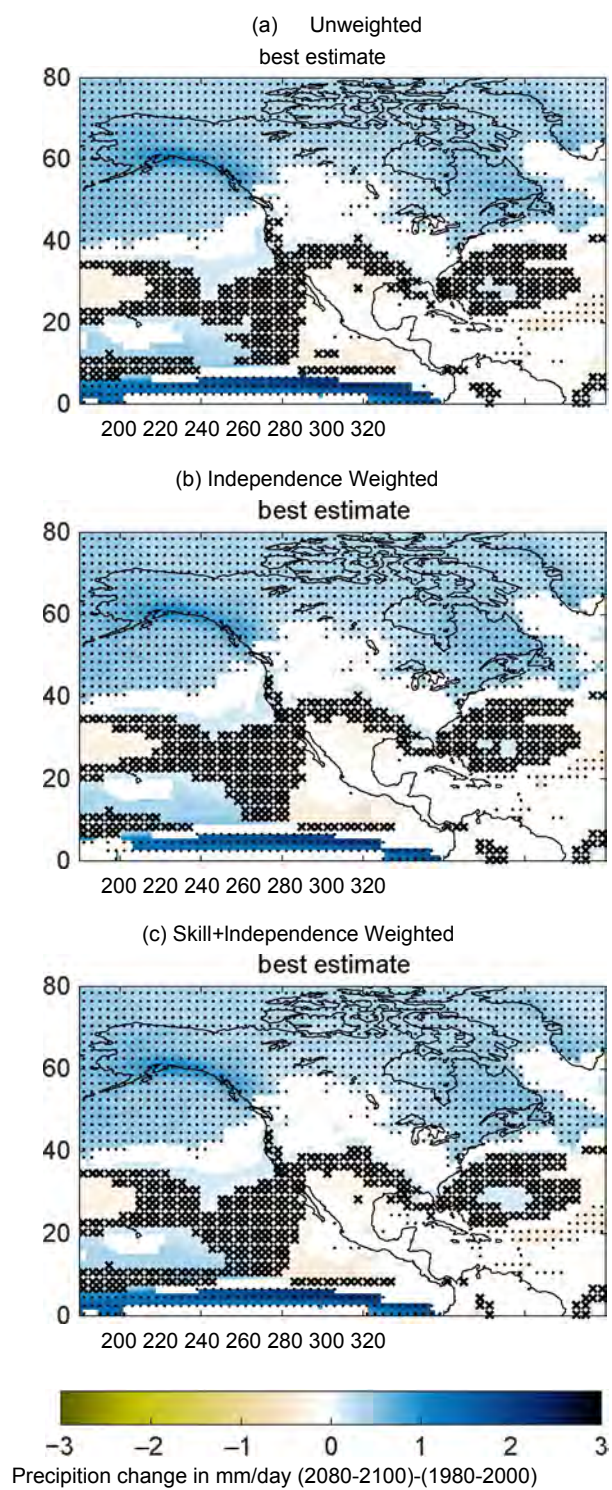 (a) Unweighted
best estimate
80
60
40
20
0
200 220 240 260 280 300 320
(b) Independence Weighted
best estimate
80
60
40
20
0
200 220 240 260 280 300 320
(c) Skill+Independence Weighted
best estimate
80
60
40
20
0
200 220 240 260 280 300 320
−3 −2 −1 0 1 2 3
Precipition change in mm/day (2080-2100)-(1980-2000)